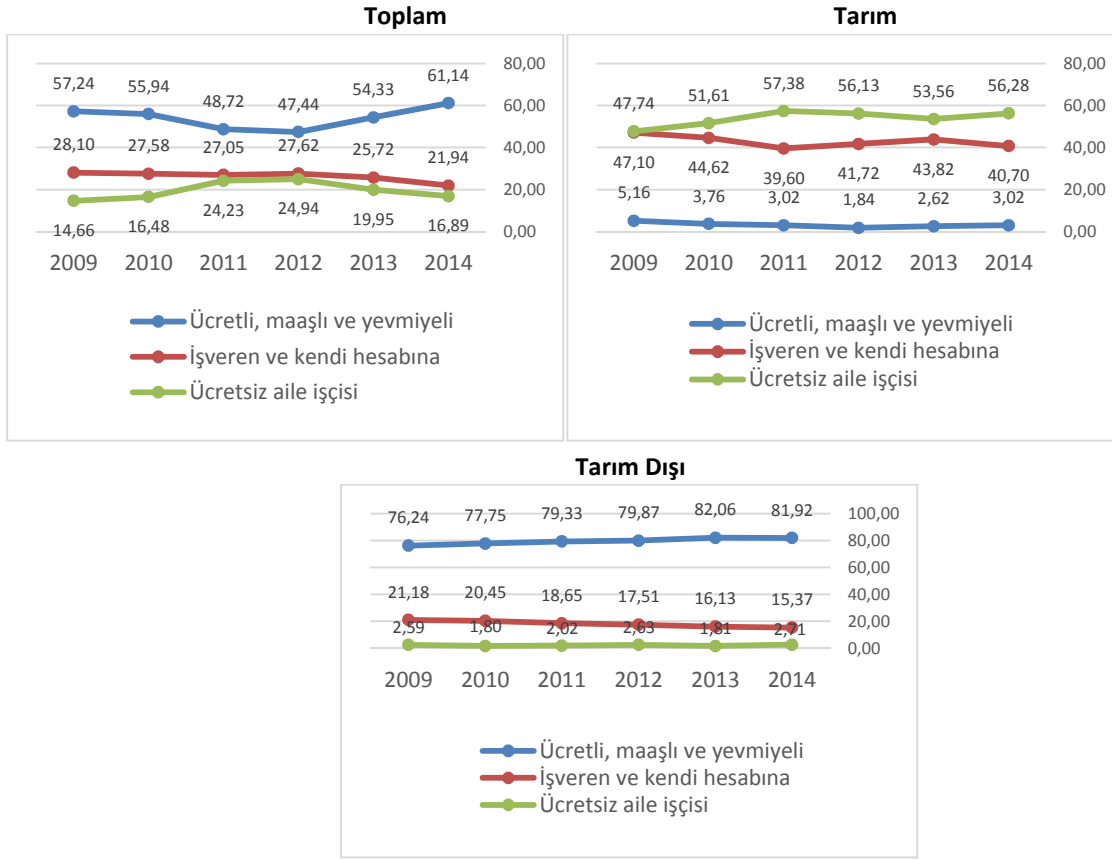 Toplam
80,00
60,00
40,00
20,00
0,00
57,24 55,94 48,72 47,44 54,33 61,14
28,10 27,58 27,05 27,62 25,72 21,94
14,66 16,48 24,23 24,94 19,95 16,89
2009 2010 2011 2012 2013 2014
Ücretli, maaşlı ve yevmiyeli
İşveren ve kendi hesabına
Ücretsiz aile işçisi
Tarım
80,00
60,00
40,00
20,00
0,00
47,74 51,61 57,38 56,13 53,56 56,28
47,10 44,62 39,60 41,72 43,82 40,70
5,16 3,76 3,02 1,84 2,62 3,02
2009 2010 2011 2012 2013 2014
Ücretli, maaşlı ve yevmiyeli
İşveren ve kendi hesabına
Ücretsiz aile işçisi
Tarım Dışı
100,00
80,00
60,00
40,00
20,00
0,00
76,24 77,75 79,33 79,87 82,06 81,92
21,18 20,45 18,65 17,51 16,13 15,37
2,59 1,80 2,02 2,63 1,81 2,71
2009 2010 2011 2012 2013 2014
Ücretli, maaşlı ve yevmiyeli
İşveren ve kendi hesabına
Ücretsiz aile işçisi